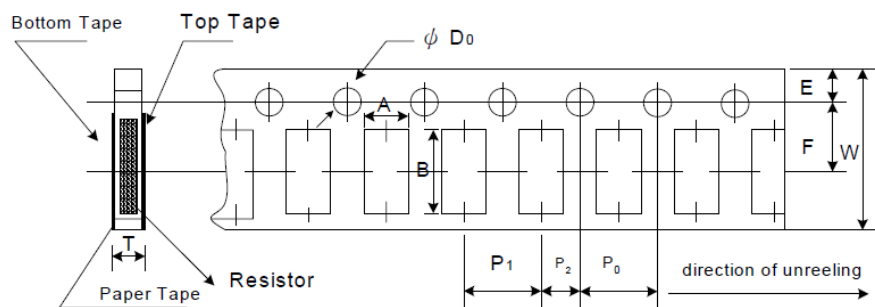 Bottom Tape
Top Tape
ψ D0
A
B
E
F
W
T
Resistor
Paper Tape
P1
P2
P0
direction of unreeling